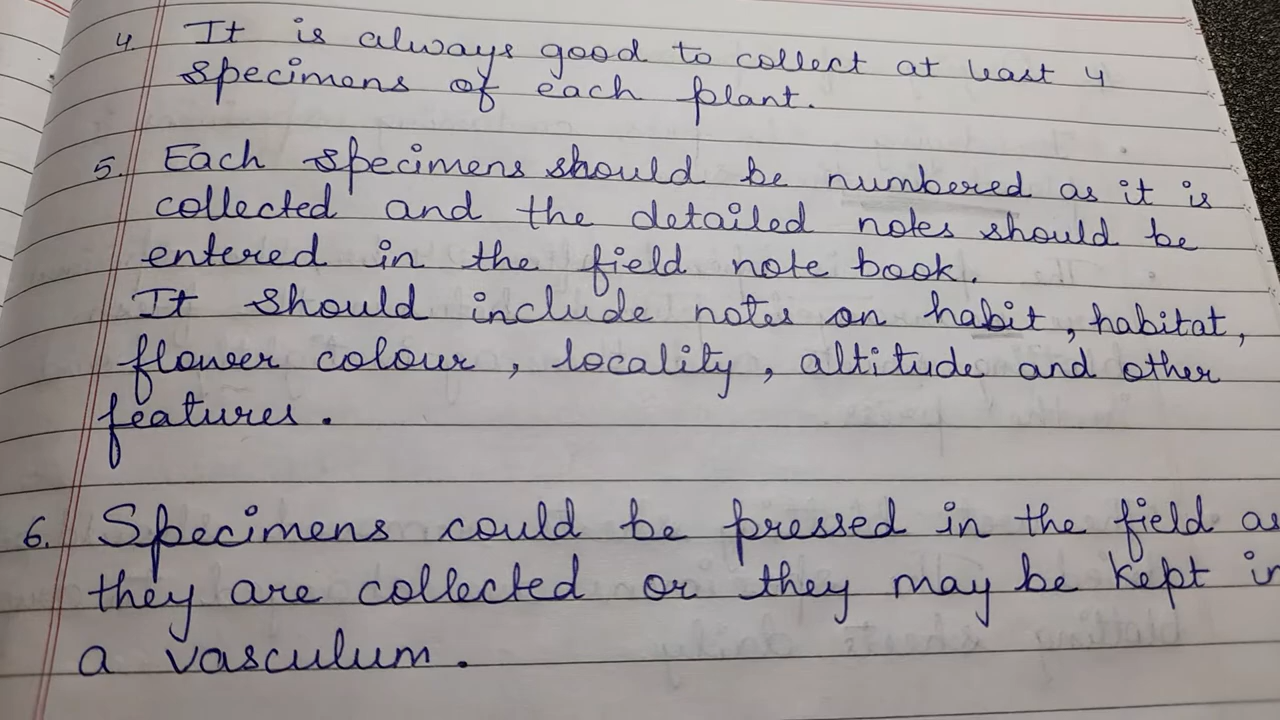 4. It is always good to collect at least 4
specimens of each plant.
5. Each specimens should be numbered as it is
collected and the detailed notes should be
entered in the field note book.
It should include notes on habit, habitat,
flower colour, locality, altitude and other
features.
6. Specimens could be pressed in the field as
they are collected or they may be kept in
a vasculum.